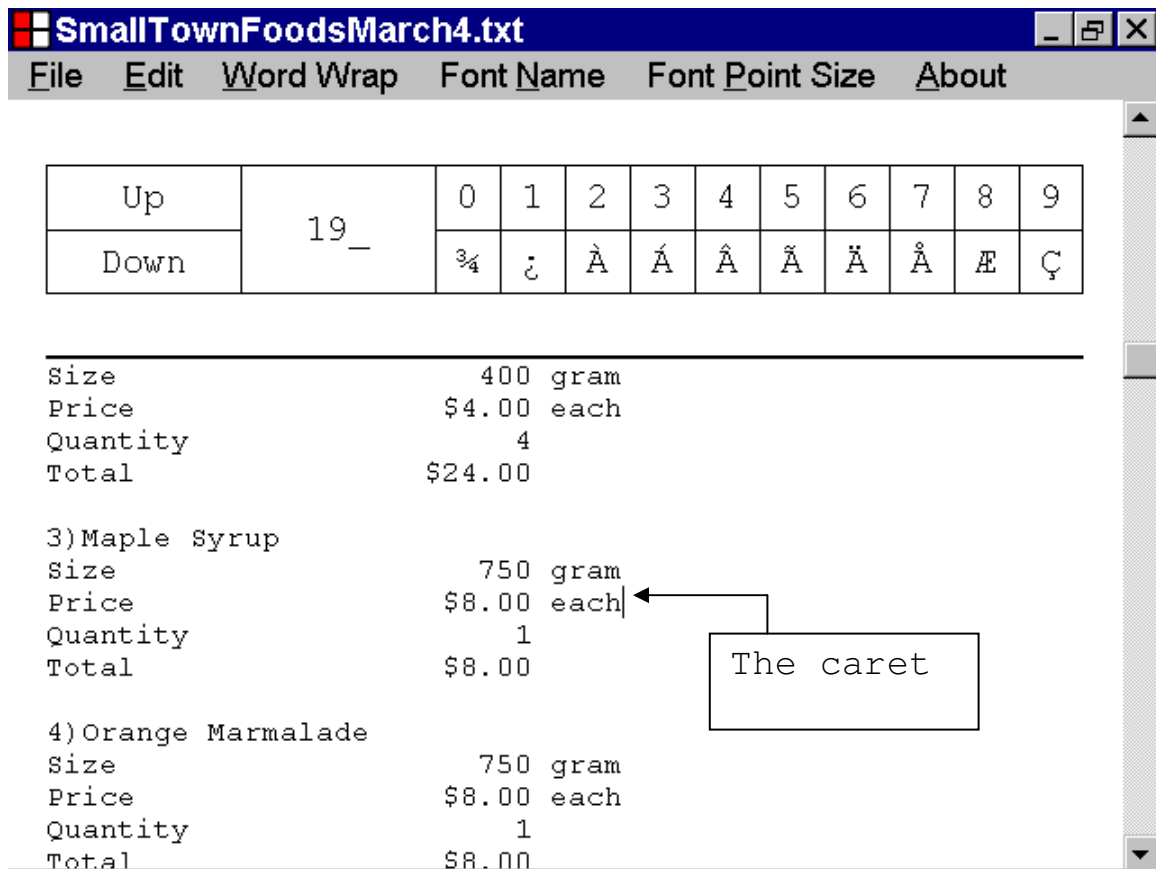 SmallTownFoodsMarch4.txt
File Edit Word Wrap Font Name Font Point Size About
Up 19_ 0 1 2 3 4 5 6 7 8 9
Down ¾ ¿ À Á Â Ã Ä Å Æ Ç
Size 400 gram
Price $4.00 each
Quantity 4
Total $24.00
3)Maple Syrup
Size 750 gram
Price $8.00 each
Quantity 1
Total $8.00
The caret
4)Orange Marmalade
Size 750 gram
Price $8.00 each
Quantity 1
Total $8.00